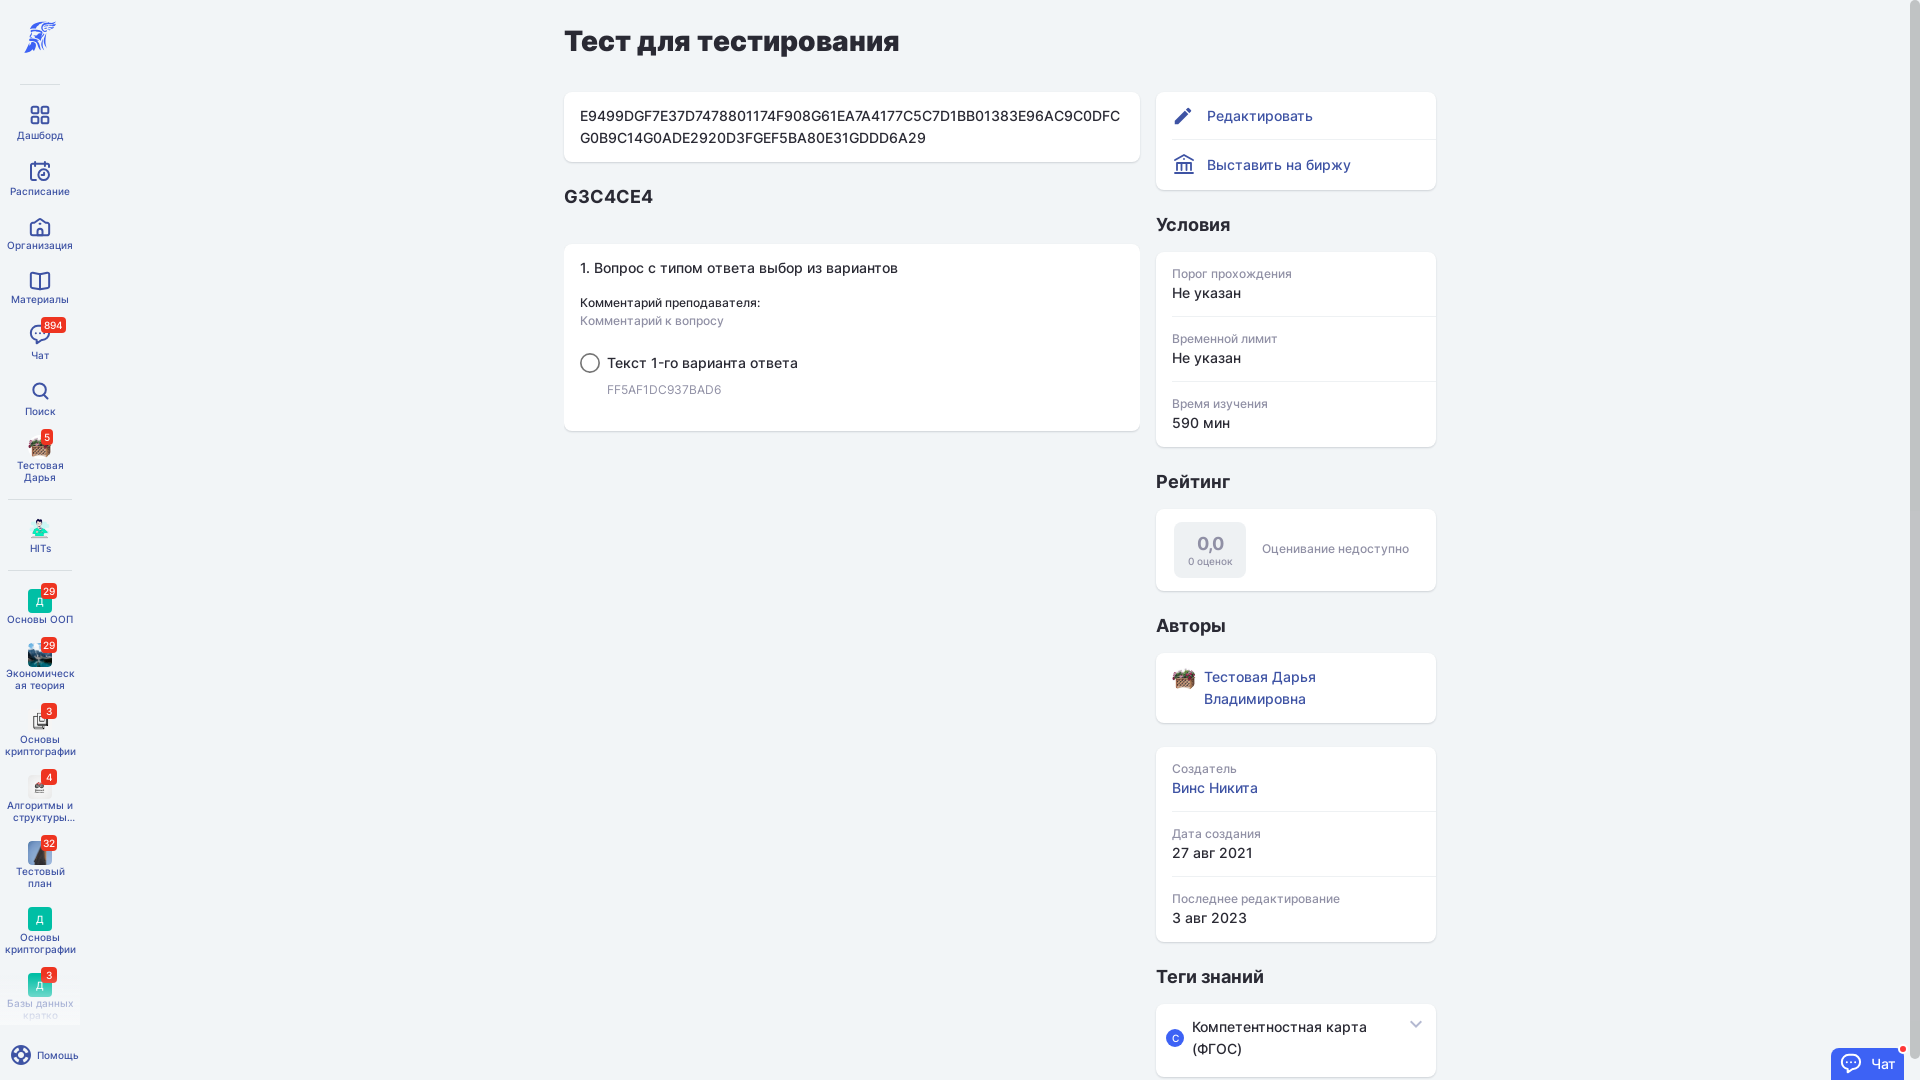 Дашборд
Расписание
Организация
Материалы
894
Чат
Поиск
5
Тестовая
Дарья
HITs
29
Д
Основы ООП
29
Экономическ
ая теория
3
Основы
криптографии
4
Алгоритмы и
структуры...
32
Тестовый
план
Д
Основы
криптографии
3
Д
Базы данных
кратко
Помощь
Тест для тестирования
E9499DGF7E37D7478801174F908G61EA7A4177C5C7D1BB01383E96AC9C0DFC
G0B9C14G0ADE2920D3FGEF5BA80E31GDDD6A29
G3C4CE4
1. Вопрос с типом ответа выбор из вариантов
Комментарий преподавателя:
Комментарий к вопросу
Текст 1-го варианта ответа
FF5AF1DC937BAD6
Редактировать
Выставить на биржу
Условия
Порог прохождения
Не указан
Временной лимит
Не указан
Время изучения
590 мин
Рейтинг
0,0
0 оценок
Оценивание недоступно
Авторы
Тестовая Дарья
Владимировна
Создатель
Винс Никита
Дата создания
27 авг 2021
Последнее редактирование
3 авг 2023
Теги знаний
C
Компетентностная карта
(ФГОС)
Чат